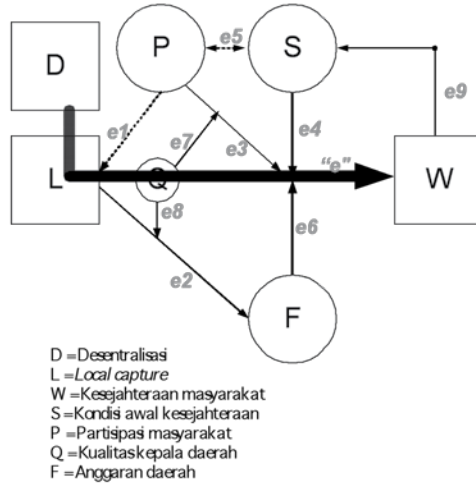 D
P
e5
S
e9
e1
e7
e3
e4
L
Q
"e"
W
e8
e6
e2
F
D =Desentralisasi
L =Local capture
W =Kesejahteraan masyarakat
S =Kondisi awal kesejahteraan
P =Partisipasi masyarakat
Q =Kualitas kepala daerah
F =Anggaran daerah